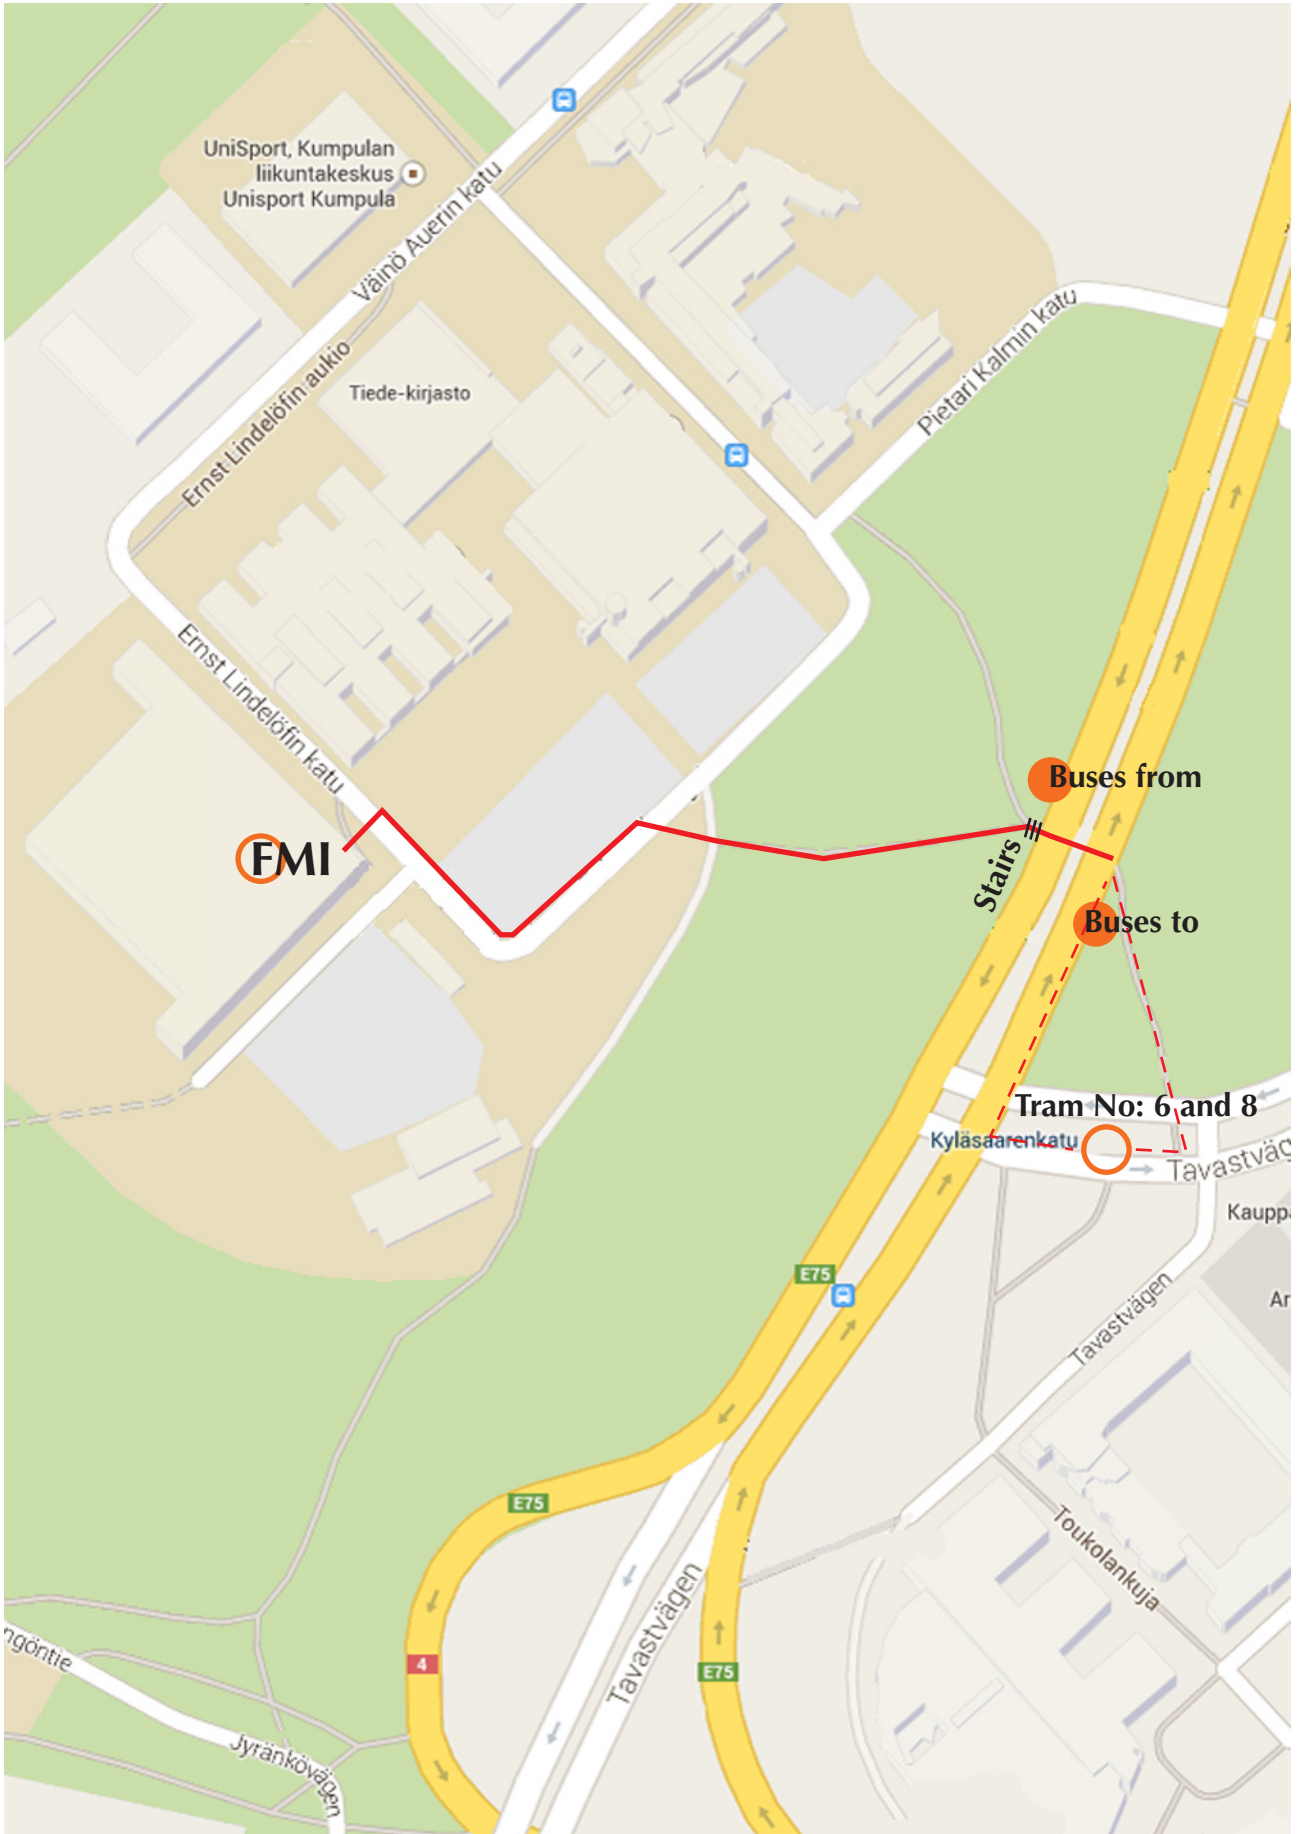 UniSport, Kumpulan
liikuntakeskus
Unisport Kumpula
Väinö Auerin katu
Ernst Lindelöfin aukio
Tiede-kirjasto
Pietari Kalmin katu
Ernst Lindelöfin katu
FMI
Buses from
Stairs
Buses to
Tram No: 6 and 8
Kyläsaarenkatu
Tavastväg
Kauppa
E75
Ar
Tavastvägen
E75
Toukolankuja
Tavastvägen
4
E75
ngöntie
Jyränkövägen